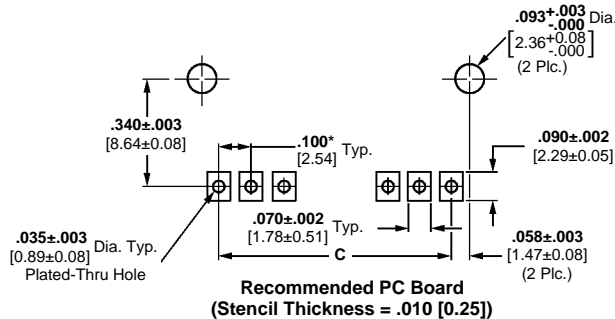 .093+.003 -.000 Dia.
[2.36+0.08 -.000]
(2 Plc.)
.340±.003
[8.64±0.08]
.100* Typ.
[2.54]
.090±.002
[2.29±0.05]
.070±.002 Typ.
[1.78±0.51]
.035±.003 Dia. Typ.
[0.89±0.08]
Plated-Thru Hole
C
.058±.003
[1.47±0.08]
(2 Plc.)
Recommended PC Board
(Stencil Thickness = .010 [0.25])